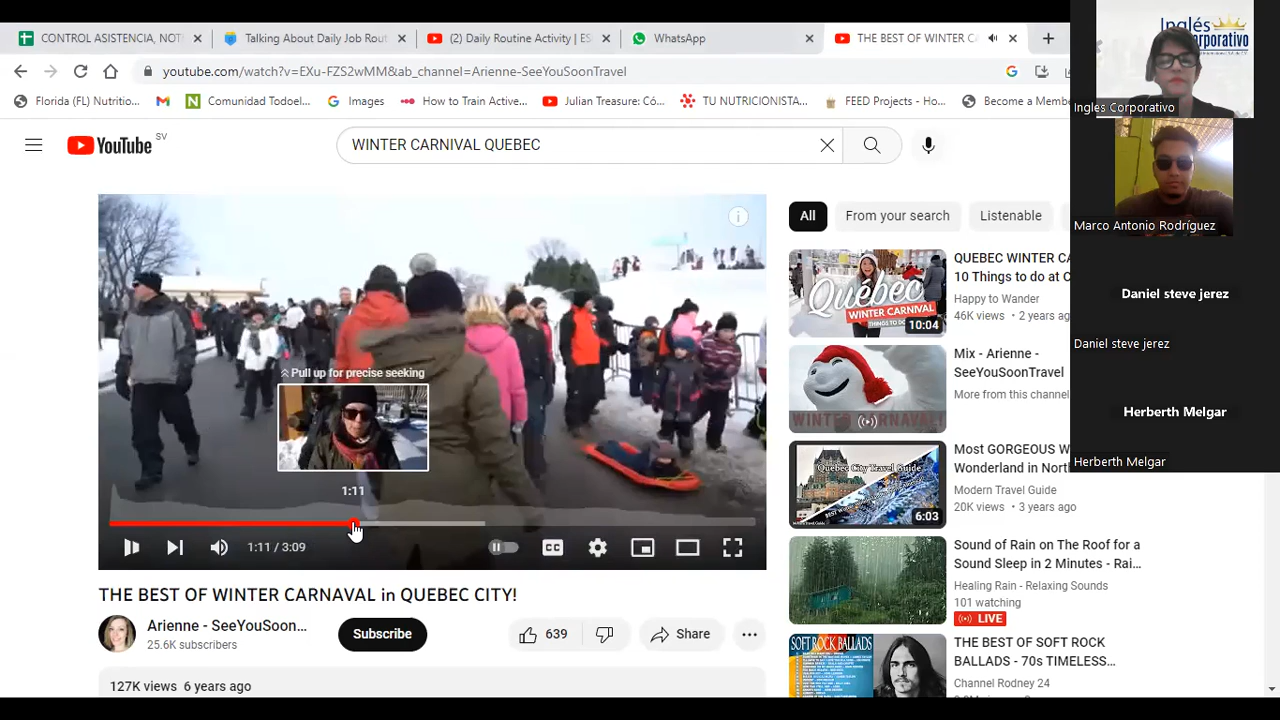 CONTROL ASISTENCIA, NOT
Talking About Daily Job Rout
(2) Daily Routine Activity | ES
WhatsApp
THE BEST OF WINTER C
youtube.com/watch?v=EXu-FZS2wMM&ab_channel=Arienne-SeeYouSoonTravel
Florida (FL) Nutritio...
Comunidad Todoel...
Images
How to Train Active...
Julian Treasure: Có...
TU NUTRICIONISTA...
FEED Projects - Ho...
Become a Membe
Inglés
Corporativo
Ingles Corporativo
Marco Antonio Rodríguez
Daniel steve jerez
Daniel steve jerez
Herberth Melgar
Herberth Melgar
YouTube SV
WINTER CARNIVAL QUEBEC
Pull up for precise seeking
1:11
1:11 / 3:09
CC
THE BEST OF WINTER CARNAVAL in QUEBEC CITY!
Arienne - SeeYouSoonT...
25.6K subscribers
Subscribe
639
Share
views 6 years ago
All
From your search
Listenable
Québec
WINTER CARNIVAL
THINGS TO DO
10:04
QUEBEC WINTER CA
10 Things to do at C
Happy to Wander
46K views • 2 years ag
WINTER CARNAVAL!
Mix - Arienne -
SeeYouSoonTravel
More from this channel
Quebec City Travel Guide
6:03
Most GORGEOUS W
Wonderland in Nort
Modern Travel Guide
20K views • 3 years ago
Sound of Rain on The Roof for a
Sound Sleep in 2 Minutes - Rai...
Healing Rain - Relaxing Sounds
101 watching
LIVE
SOFT ROCK
BALLADS
THE BEST OF SOFT ROCK
BALLADS - 70s TIMELESS...
Channel Rodney 24